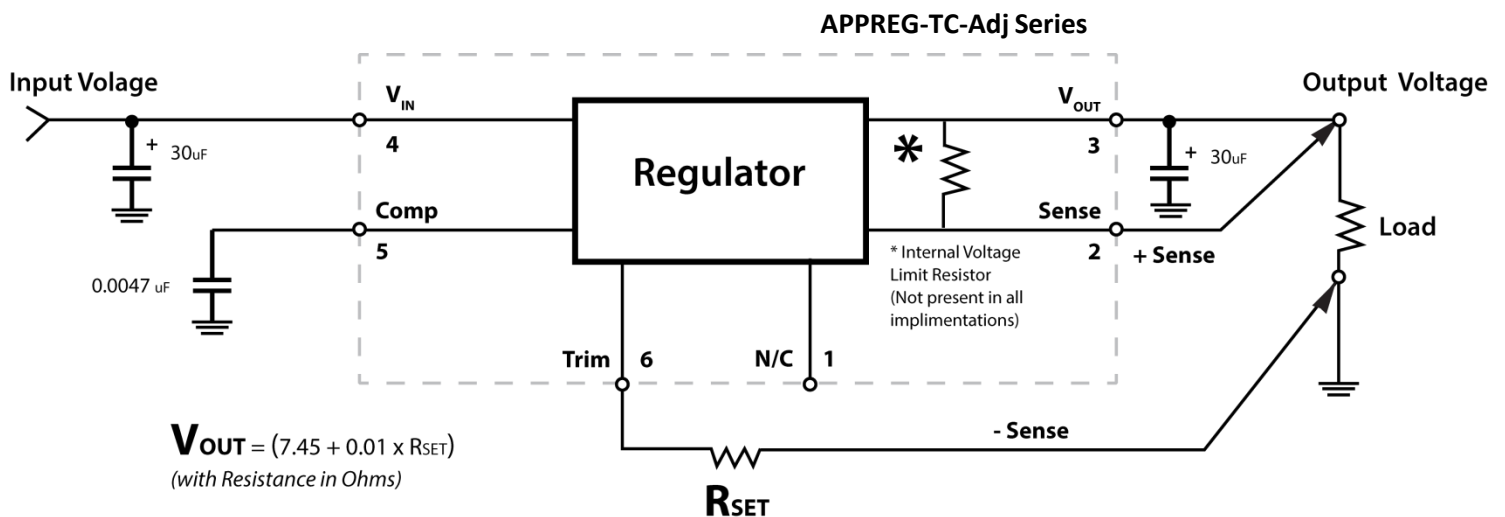 APPREG-TC-Adj Series
Input Volage
Output Voltage
VIN
4
VOUT
3
+ 30uF
+ 30uF
Regulator
*
Comp
5
Sense
2
+ Sense
Load
0.0047 uF
* Internal Voltage
Limit Resistor
(Not present in all
implimentations)
Trim 6
N/C 1
- Sense
VOUT = (7.45 + 0.01 x RSET)
(with Resistance in Ohms)
RSET